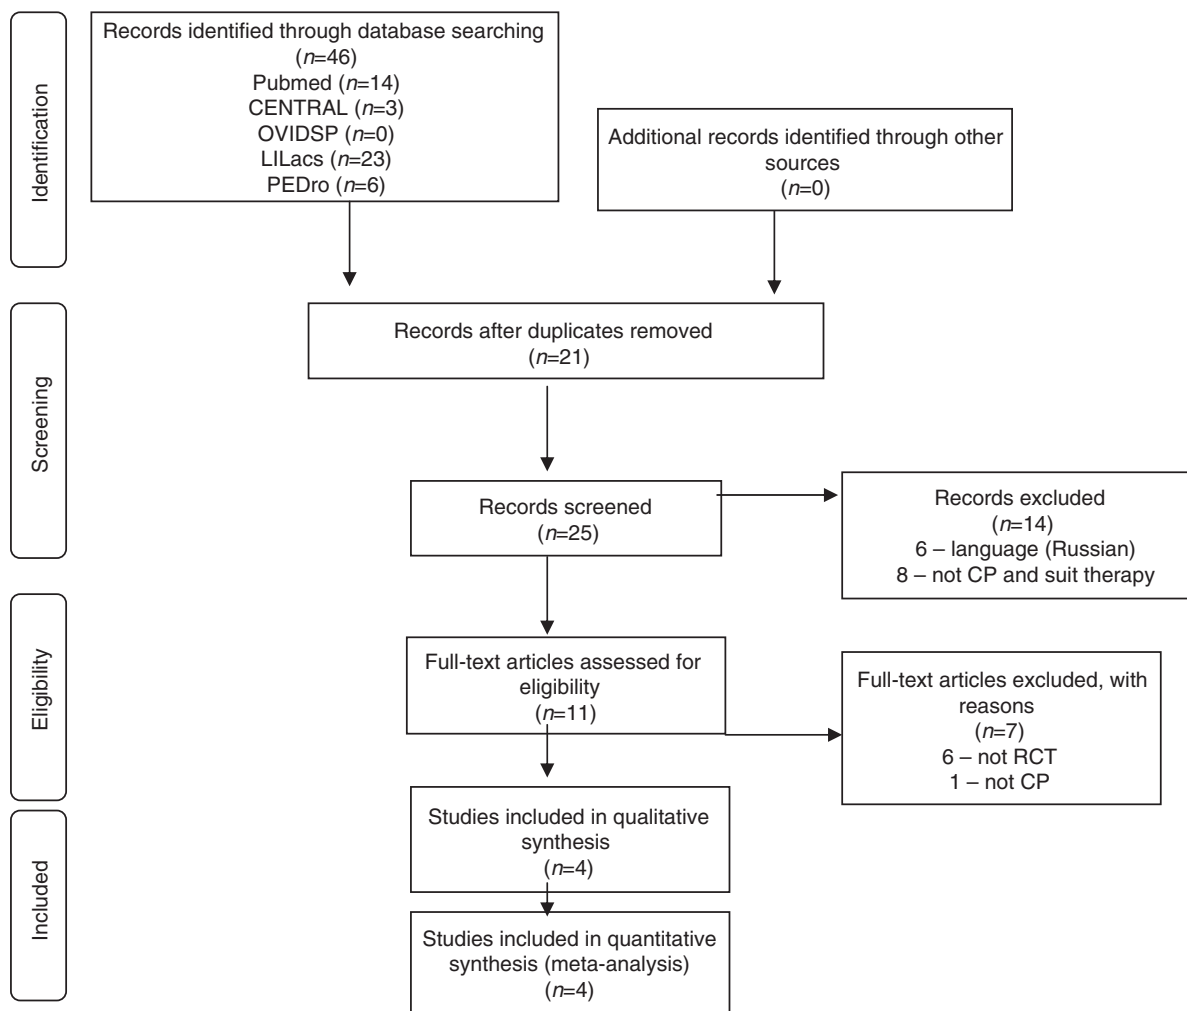 Identification
Records identified through database searching
(n=46)
Pubmed (n=14)
CENTRAL (n=3)
OVIDSP (n=0)
LILacs (n=23)
PEDro (n=6)
Additional records identified through other
sources
(n=0)
Screening
Records after duplicates removed
(n=21)
Records screened
(n=25)
Records excluded
(n=14)
6 – language (Russian)
8 – not CP and suit therapy
Eligibility
Full-text articles assessed for
eligibility
(n=11)
Full-text articles excluded, with
reasons
(n=7)
6 – not RCT
1 – not CP
Included
Studies included in qualitative
synthesis
(n=4)
Studies included in quantitative
synthesis (meta-analysis)
(n=4)